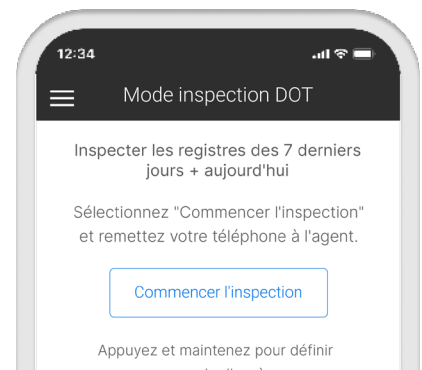 12:34
Mode inspection DOT
Inspecter les registres des 7 derniers
jours + aujourd'hui
Sélectionnez "Commencer l'inspection"
et remettez votre téléphone à l'agent.
Commencer l'inspection
Appuyez et maintenez pour définir